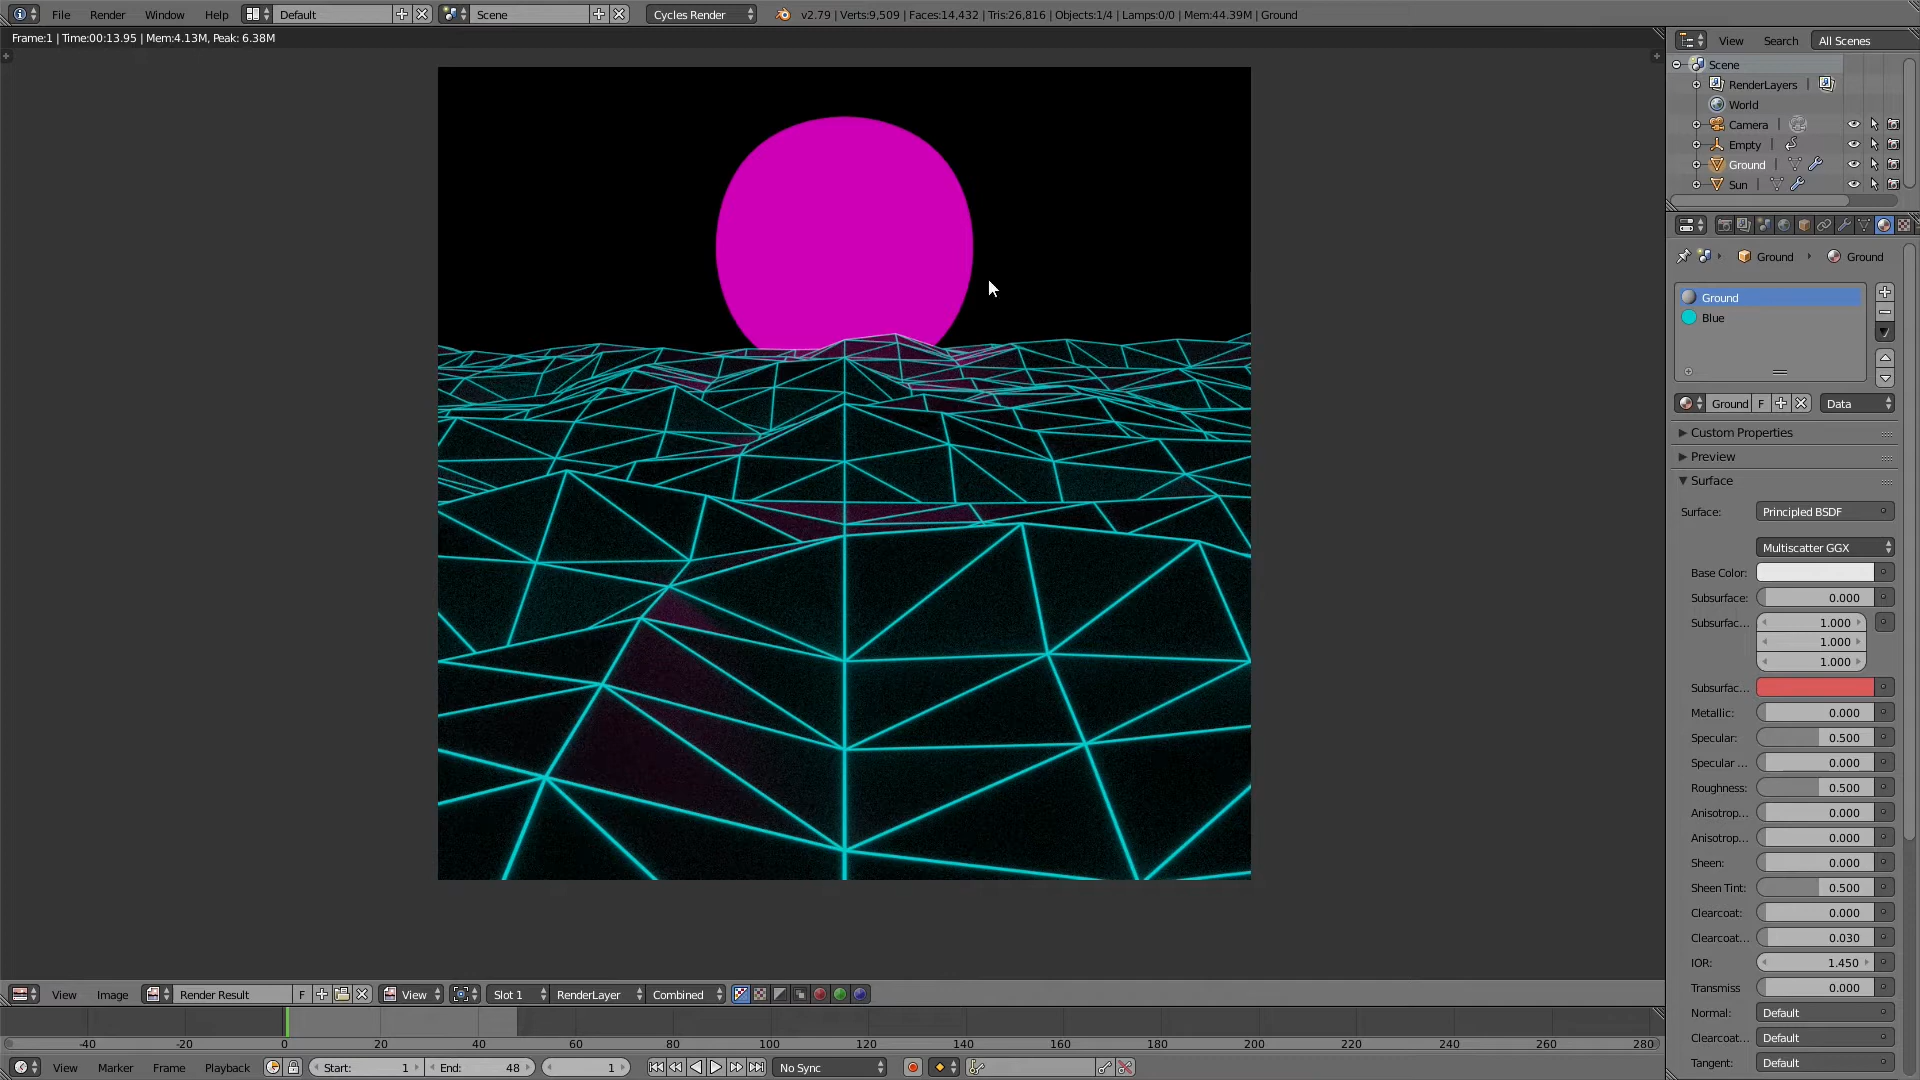 File Render Window Help Default Scene Cycles Render v2.79 | Verts:9,509 | Faces:14,432 | Tris:26,816 | Objects:1/4 | Lamps:0/0 | Mem:44.39M | Ground
Frame:1 | Time:00:13.95 | Mem:4.13M, Peak: 6.38M
View Search All Scenes
Scene
RenderLayers |
World
Camera |
Empty |
Ground |
Sun |
Ground Ground
Ground
Blue
Ground F Data
Custom Properties
Preview
Surface
Surface: Principled BSDF
Multiscatter GGX
Base Color:
Subsurface: 0.000
Subsurfac... 1.000
1.000
1.000
Subsurfac...
Metallic: 0.000
Specular: 0.500
Specular ... 0.000
Roughness: 0.500
Anisotrop... 0.000
Anisotrop... 0.000
Sheen: 0.000
Sheen Tint: 0.500
Clearcoat: 0.000
Clearcoat... 0.030
IOR: 1.450
Transmiss 0.000
Normal: Default
Clearcoat... Default
Tangent: Default
View Image Render Result F View Slot 1 RenderLayer Combined
-40 -20 0 20 40 60 80 100 120 140 160 180 200 220 240 260 280
View Marker Frame Playback Start: 1 End: 48 1 No Sync